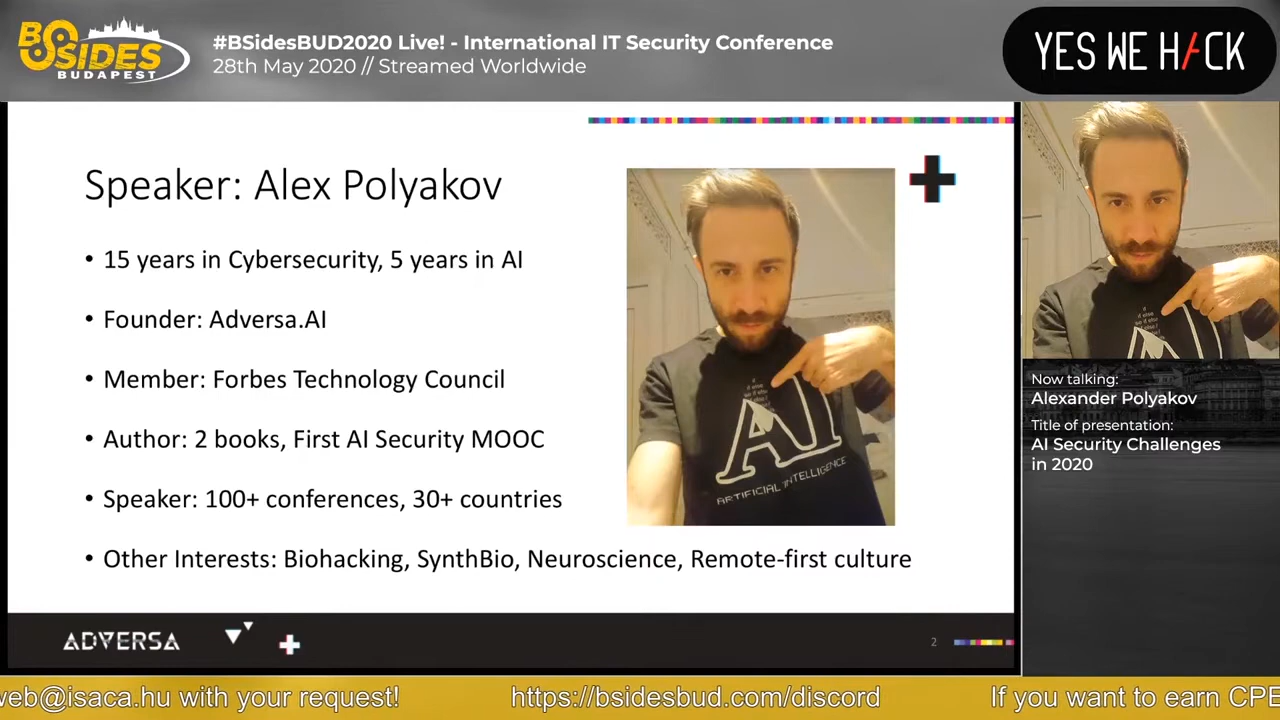 BSIDES
BUDAPEST
#BSidesBUD2020 Live! - International IT Security Conference
28th May 2020 // Streamed Worldwide
YES WE H/CK
Speaker: Alex Polyakov
• 15 years in Cybersecurity, 5 years in AI
• Founder: Adversa.AI
• Member: Forbes Technology Council
• Author: 2 books, First AI Security MOOC
• Speaker: 100+ conferences, 30+ countries
• Other Interests: Biohacking, SynthBio, Neuroscience, Remote-first culture
AI
ARTIFICIAL INTELLIGENCE
ADVERSA
2
Now talking:
Alexander Polyakov
Title of presentation:
AI Security Challenges
in 2020
web@isaca.hu with your request!
https://bsidesbud.com/discord
If you want to earn CPE